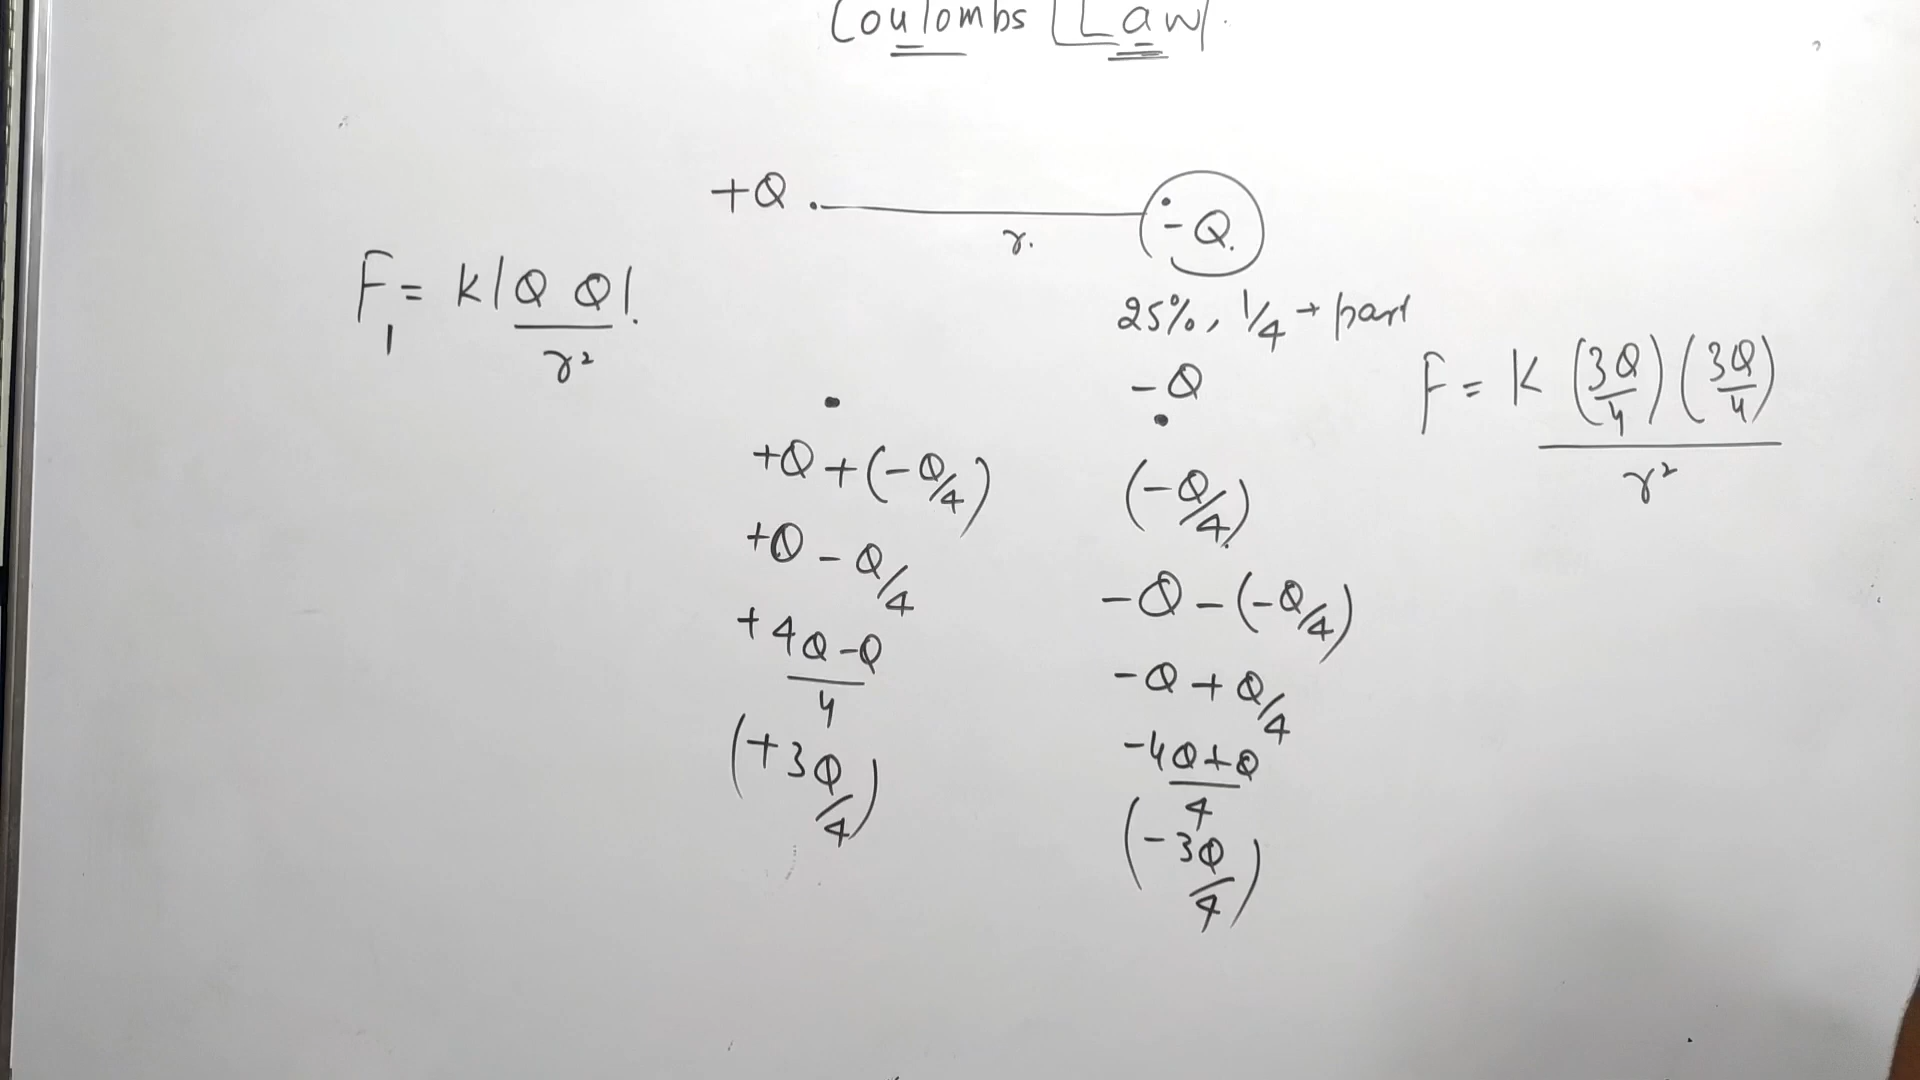 Coulombs Law.
+Q . -Q.
r.
F1 = k|Q Q|.
r²
25%, 1/4 → part
-Q
+Q + (-Q/4)
+Q - Q/4
+4Q-Q
4
(+3Q/4)
(-Q/4)
-Q - (-Q/4)
-Q + Q/4
-4Q+Q
4
(-3Q/4)
F = K (3Q/4) (3Q/4)
r²